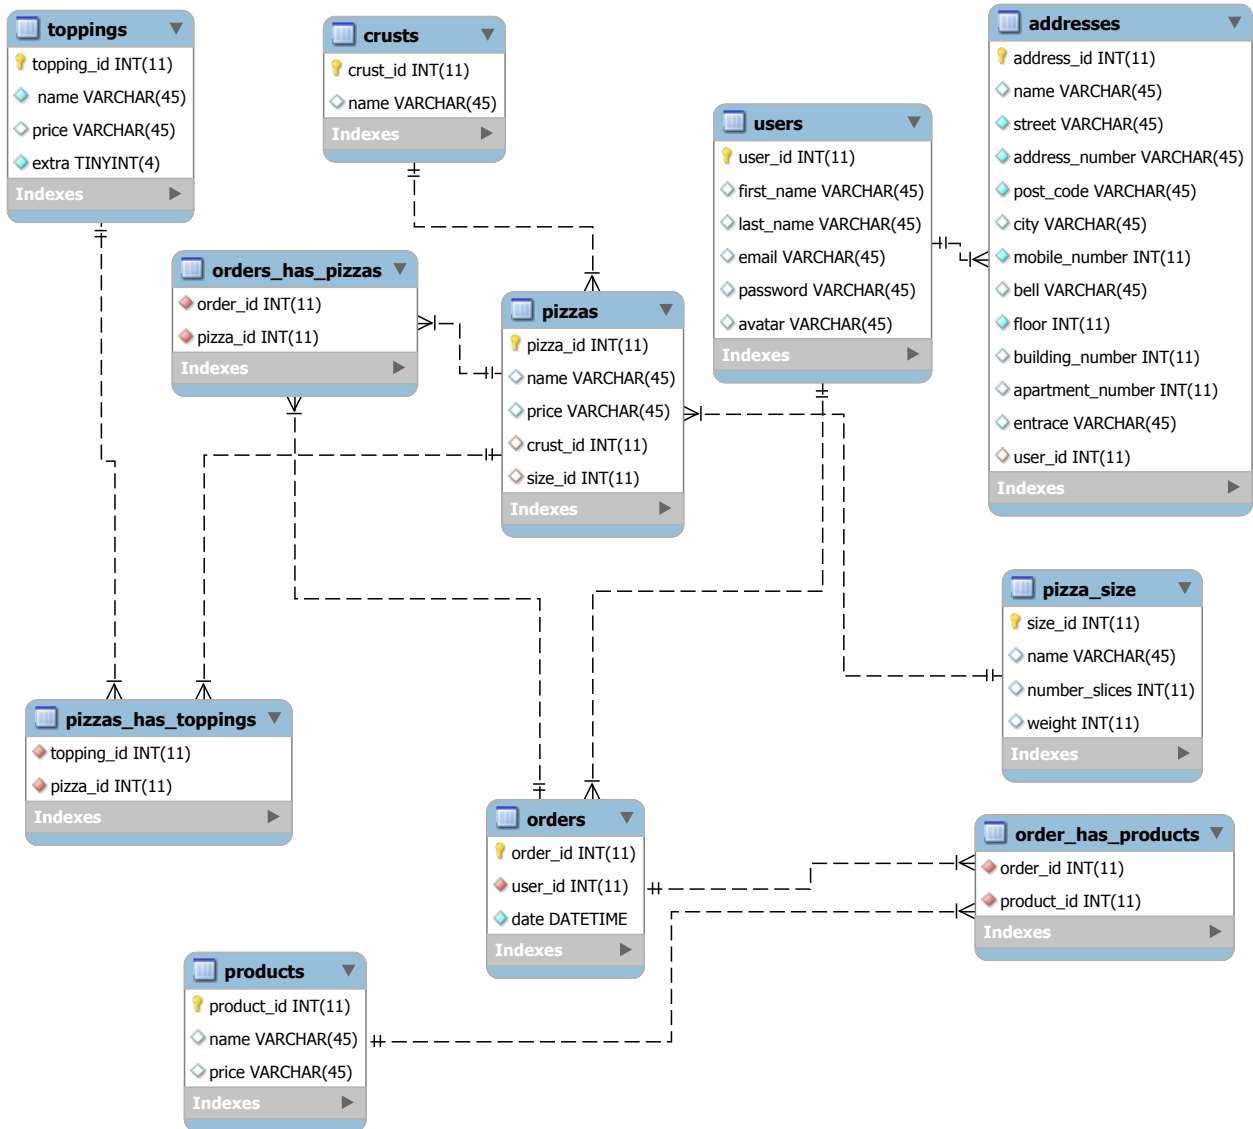 toppings
topping_id INT(11)
name VARCHAR(45)
price VARCHAR(45)
extra TINYINT(4)
Indexes
crusts
crust_id INT(11)
name VARCHAR(45)
Indexes
addresses
address_id INT(11)
name VARCHAR(45)
street VARCHAR(45)
address_number VARCHAR(45)
post_code VARCHAR(45)
city VARCHAR(45)
mobile_number INT(11)
bell VARCHAR(45)
floor INT(11)
building_number INT(11)
apartment_number INT(11)
entrace VARCHAR(45)
user_id INT(11)
Indexes
users
user_id INT(11)
first_name VARCHAR(45)
last_name VARCHAR(45)
email VARCHAR(45)
password VARCHAR(45)
avatar VARCHAR(45)
Indexes
orders_has_pizzas
order_id INT(11)
pizza_id INT(11)
Indexes
pizzas
pizza_id INT(11)
name VARCHAR(45)
price VARCHAR(45)
crust_id INT(11)
size_id INT(11)
Indexes
pizza_size
size_id INT(11)
name VARCHAR(45)
number_slices INT(11)
weight INT(11)
Indexes
pizzas_has_toppings
topping_id INT(11)
pizza_id INT(11)
Indexes
orders
order_id INT(11)
user_id INT(11)
date DATETIME
Indexes
order_has_products
order_id INT(11)
product_id INT(11)
Indexes
products
product_id INT(11)
name VARCHAR(45)
price VARCHAR(45)
Indexes